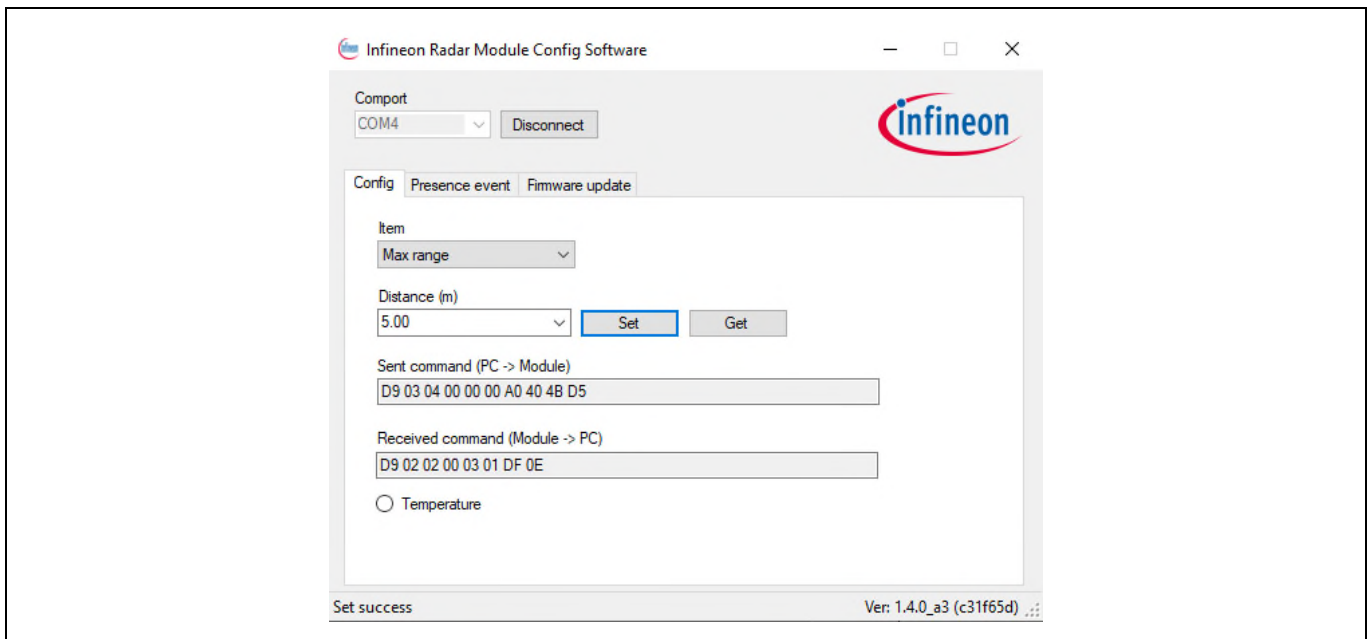 Infineon Radar Module Config Software
Comport
COM4
Disconnect
infineon
Config Presence event Firmware update
Item
Max range
Distance (m)
5.00
Set
Get
Sent command (PC -> Module)
D9 03 04 00 00 00 A0 40 4B D5
Received command (Module -> PC)
D9 02 02 00 03 01 DF 0E
Temperature
Set success
Ver: 1.4.0_a3 (c31f65d)